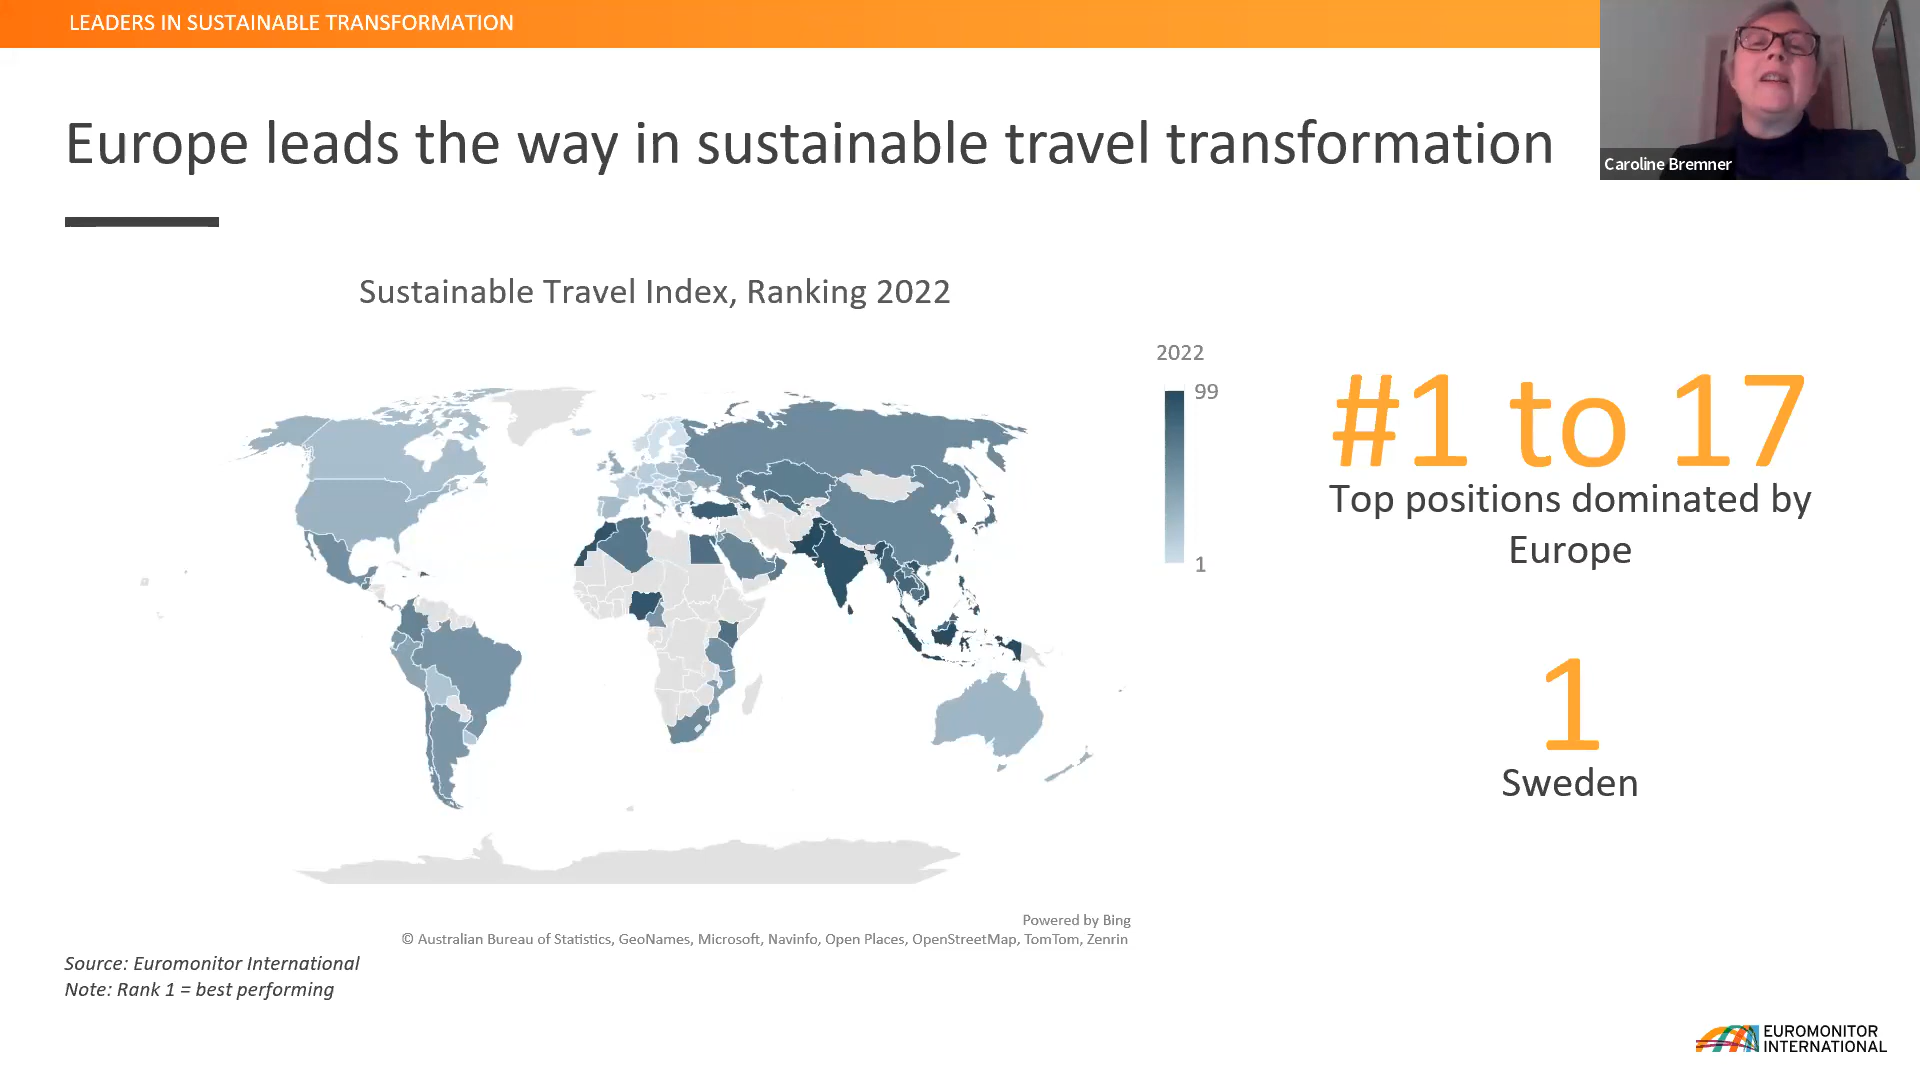 LEADERS IN SUSTAINABLE TRANSFORMATION
Caroline Bremner
Europe leads the way in sustainable travel transformation
Sustainable Travel Index, Ranking 2022
2022
99
1
#1 to 17
Top positions dominated by
Europe
1
Sweden
Powered by Bing
© Australian Bureau of Statistics, GeoNames, Microsoft, Navinfo, Open Places, OpenStreetMap, TomTom, Zenrin
Source: Euromonitor International
Note: Rank 1 = best performing
EUROMONITOR
INTERNATIONAL